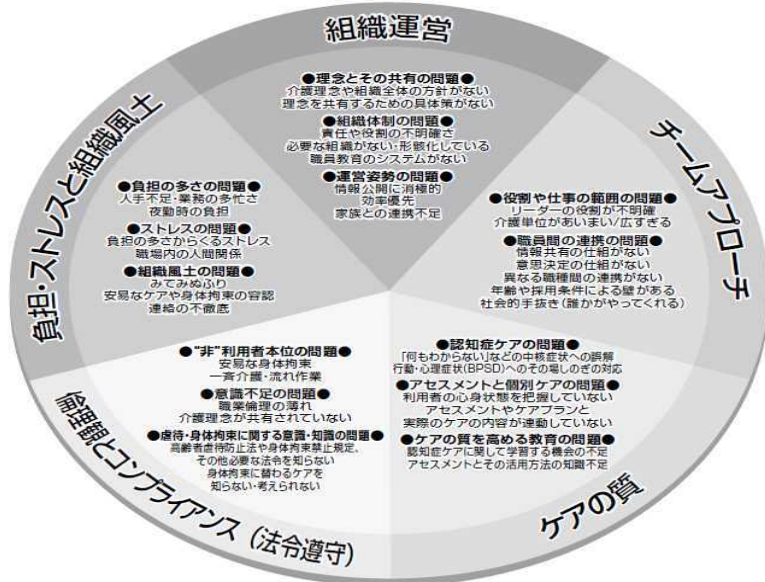 組織運営
●理念とその共有の問題●
介護理念や組織全体の方針がない
理念を共有するための具体策がない
●組織体制の問題●
責任や役割の不明確さ
必要な組織がない・形骸化している
職員教育のシステムがない
●運営姿勢の問題●
情報公開に消極的
効率優先
家族との連携不足
チームアプローチ
●役割や仕事の範囲の問題●
リーダーの役割が不明確
介護単位があいまい/広すぎる
●職員間の連携の問題●
情報共有の仕組がない
意思決定の仕組がない
異なる職種間の連携がない
年齢や採用条件による壁がある
社会的手抜き(誰かがやってくれる)
ケアの質
●認知症ケアの問題●
「何もわからない」などの中核症状への誤解
行動・心理症状(BPSD)へのその場しのぎの対応
●アセスメントと個別ケアの問題●
利用者の心身状態を把握していない
アセスメントやケアプランと
実際のケアの内容が連動していない
●ケアの質を高める教育の問題●
認知症ケアに関して学習する機会の不足
アセスメントとその活用方法の知識不足
倫理観とコンプライアンス(法令遵守)
●"非"利用者本位の問題●
安易な身体拘束
一斉介護・流れ作業
●意識不足の問題●
職業倫理の薄れ
介護理念が共有されていない
●虐待・身体拘束に関する意識・知識の問題●
高齢者虐待防止法や身体拘束禁止規定、
その他必要な法令を知らない
身体拘束に替わるケアを
知らない・考えられない
負担・ストレスと組織風土
●負担の多さの問題●
人手不足・業務の多忙さ
夜勤時の負担
●ストレスの問題●
負担の多さからくるストレス
職場内の人間関係
●組織風土の問題●
みてみぬふり
安易なケアや身体拘束の容認
連絡の不徹底